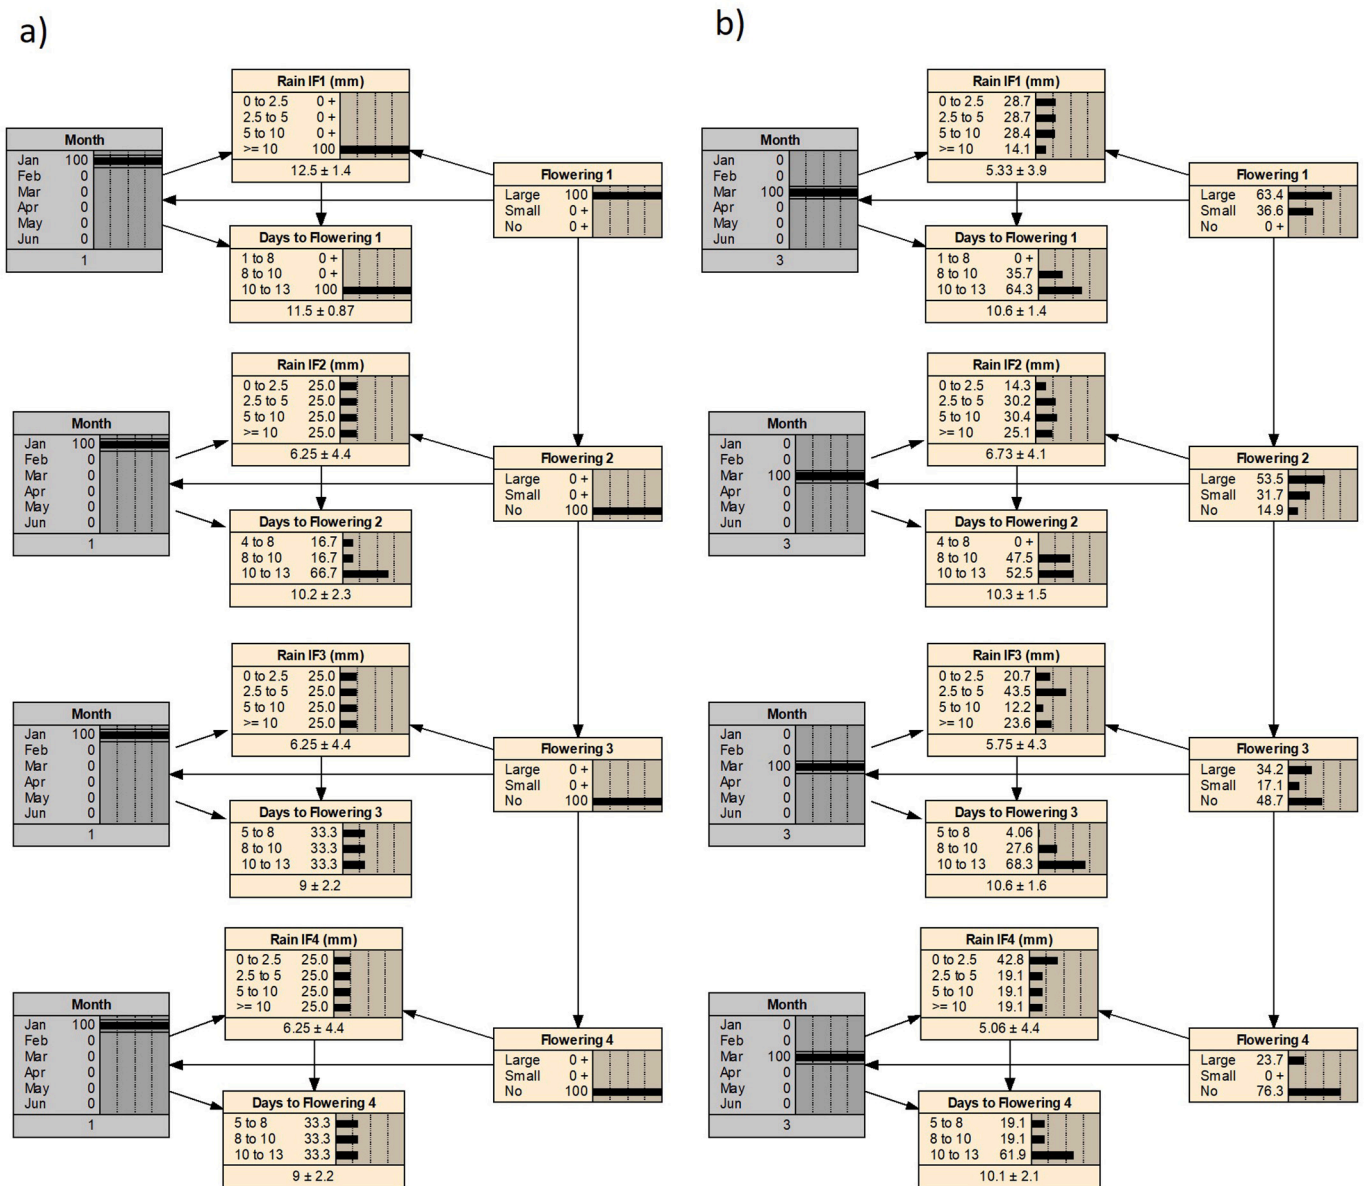 a)
Rain IF1 (mm)
0 to 2.5 0 +
2.5 to 5 0 +
5 to 10 0 +
>= 10 100
12.5 ± 1.4
Month
Jan 100
Feb 0
Mar 0
Apr 0
May 0
Jun 0
1
Flowering 1
Large 100
Small 0 +
No 0 +
Days to Flowering 1
1 to 8 0 +
8 to 10 0 +
10 to 13 100
11.5 ± 0.87
Rain IF2 (mm)
0 to 2.5 25.0
2.5 to 5 25.0
5 to 10 25.0
>= 10 25.0
6.25 ± 4.4
Month
Jan 100
Feb 0
Mar 0
Apr 0
May 0
Jun 0
1
Flowering 2
Large 0 +
Small 0 +
No 100
Days to Flowering 2
4 to 8 16.7
8 to 10 16.7
10 to 13 66.7
10.2 ± 2.3
Rain IF3 (mm)
0 to 2.5 25.0
2.5 to 5 25.0
5 to 10 25.0
>= 10 25.0
6.25 ± 4.4
Month
Jan 100
Feb 0
Mar 0
Apr 0
May 0
Jun 0
1
Flowering 3
Large 0 +
Small 0 +
No 100
Days to Flowering 3
5 to 8 33.3
8 to 10 33.3
10 to 13 33.3
9 ± 2.2
Rain IF4 (mm)
0 to 2.5 25.0
2.5 to 5 25.0
5 to 10 25.0
>= 10 25.0
6.25 ± 4.4
Month
Jan 100
Feb 0
Mar 0
Apr 0
May 0
Jun 0
1
Flowering 4
Large 0 +
Small 0 +
No 100
Days to Flowering 4
5 to 8 33.3
8 to 10 33.3
10 to 13 33.3
9 ± 2.2
b)
Rain IF1 (mm)
0 to 2.5 28.7
2.5 to 5 28.7
5 to 10 28.4
>= 10 14.1
5.33 ± 3.9
Month
Jan 0
Feb 0
Mar 100
Apr 0
May 0
Jun 0
3
Flowering 1
Large 63.4
Small 36.6
No 0 +
Days to Flowering 1
1 to 8 0 +
8 to 10 35.7
10 to 13 64.3
10.6 ± 1.4
Rain IF2 (mm)
0 to 2.5 14.3
2.5 to 5 30.2
5 to 10 30.4
>= 10 25.1
6.73 ± 4.1
Month
Jan 0
Feb 0
Mar 100
Apr 0
May 0
Jun 0
3
Flowering 2
Large 53.5
Small 31.7
No 14.9
Days to Flowering 2
4 to 8 0 +
8 to 10 47.5
10 to 13 52.5
10.3 ± 1.5
Rain IF3 (mm)
0 to 2.5 20.7
2.5 to 5 43.5
5 to 10 12.2
>= 10 23.6
5.75 ± 4.3
Month
Jan 0
Feb 0
Mar 100
Apr 0
May 0
Jun 0
3
Flowering 3
Large 34.2
Small 17.1
No 48.7
Days to Flowering 3
5 to 8 4.06
8 to 10 27.6
10 to 13 68.3
10.6 ± 1.6
Rain IF4 (mm)
0 to 2.5 42.8
2.5 to 5 19.1
5 to 10 19.1
>= 10 19.1
5.06 ± 4.4
Month
Jan 0
Feb 0
Mar 100
Apr 0
May 0
Jun 0
3
Flowering 4
Large 23.7
Small 0 +
No 76.3
Days to Flowering 4
5 to 8 19.1
8 to 10 19.1
10 to 13 61.9
10.1 ± 2.1